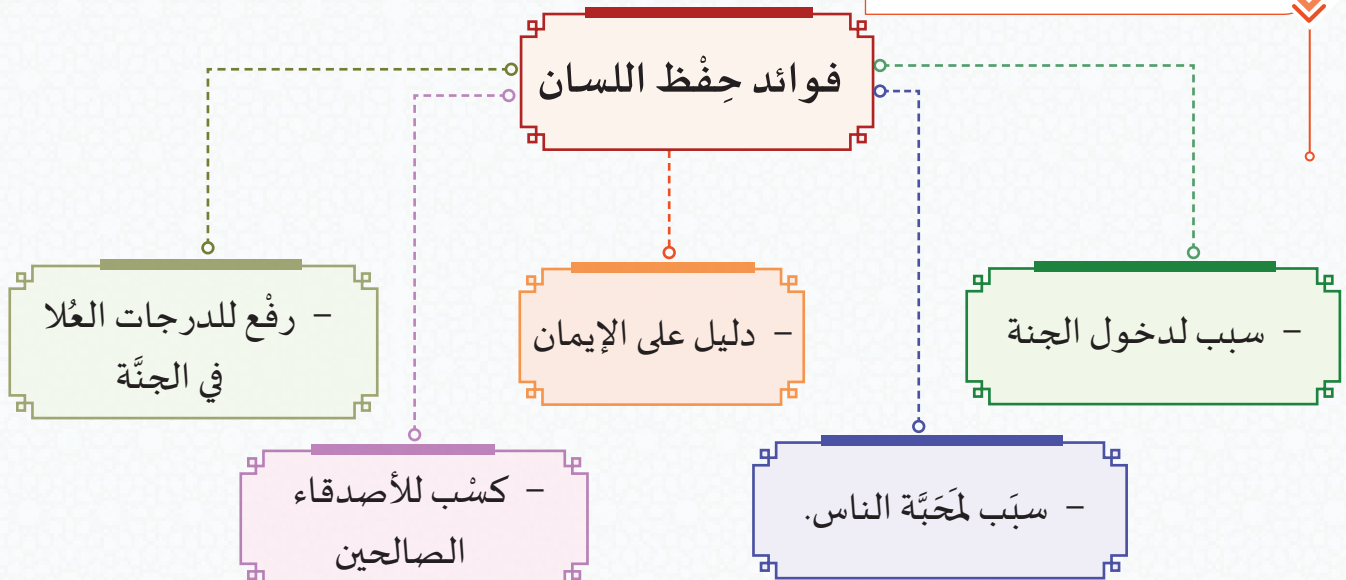 فوائد حِفْظ اللسان
– سبب لدخول الجنة
– دليل على الإيمان
– رفْع للدرجات العُلا
في الجنَّة
– سبَب لمَحَبَّة الناس.
– كسْب للأصدقاء
الصالحين